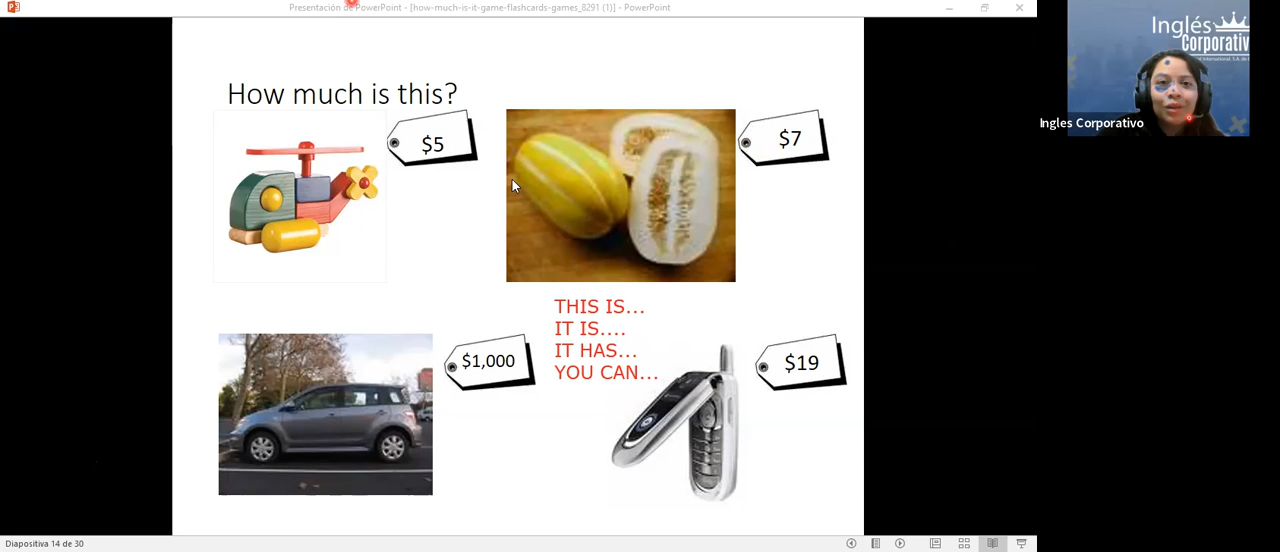 Presentación de PowerPoint - [how-much-is-it-game-flashcards-games_8291 (1)] - PowerPoint
Inglés
Corporativ
Ingles Corporativo
How much is this?
$5
$7
THIS IS...
IT IS....
IT HAS...
YOU CAN...
$1,000
$19
Diapositiva 14 de 30